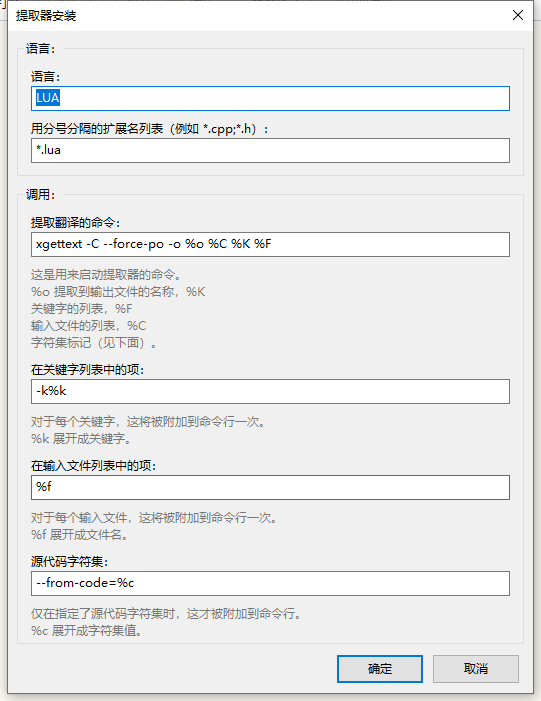 提取器安装
语言：
语言：
LUA
用分号分隔的扩展名列表（例如 *.cpp;*.h）：
*.lua
调用：
提取翻译的命令：
xgettext -C --force-po -o %o %C %K %F
这是用来启动提取器的命令。
%o 提取到输出文件的名称，%K
关键字的列表，%F
输入文件的列表，%C
字符集标记（见下面）。
在关键字列表中的项：
-k%k
对于每个关键字，这将被附加到命令行一次。
%k 展开成关键字。
在输入文件列表中的项：
%f
对于每个输入文件，这将被附加到命令行一次。
%f 展开成文件名。
源代码字符集：
--from-code=%c
仅在指定了源代码字符集时，这才被附加到命令行。
%c 展开成字符集值。
确定
取消